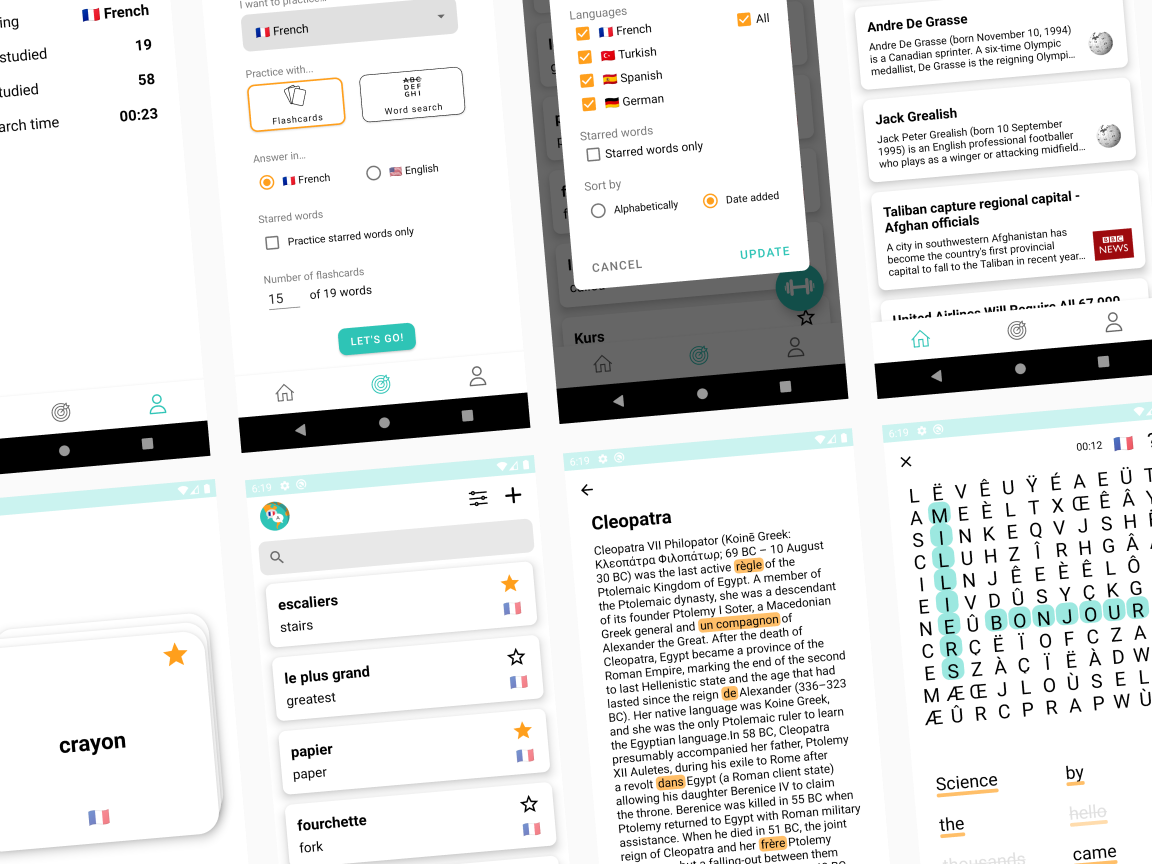 French
ing
studied
19
tudied
58
arch time
00:23
I want to practice...
French
Practice with...
Flashcards
ABC
DEF
GHI
Word search
Answer in...
French
English
Starred words
Practice starred words only
Number of flashcards
15
of 19 words
LET'S GO!
Languages
French
All
Turkish
Spanish
German
Starred words
Starred words only
Sort by
Alphabetically
Date added
CANCEL
UPDATE
Kurs
Andre De Grasse
Andre De Grasse (born November 10, 1994)
is a Canadian sprinter. A six-time Olympic
medallist, De Grasse is the reigning Olympi...
Jack Grealish
Jack Peter Grealish (born 10 September
1995) is an English professional footballer
who plays as a winger or attacking midfield...
Taliban capture regional capital -
Afghan officials
A city in southwestern Afghanistan has
become the country's first provincial
capital to fall to the Taliban in recent year...
BBC
NEWS
United Airlines Will Require All 67,000
crayon
6:19
escaliers
stairs
le plus grand
greatest
papier
paper
fourchette
fork
6:19
Cleopatra
Cleopatra VII Philopator (Koinē Greek:
Κλεοπάτρα Φιλοπάτωρ; 69 BC – 10 August
30 BC) was the last active règle of the
Ptolemaic Kingdom of Egypt. A member of
the Ptolemaic dynasty, she was a descendant
of its founder Ptolemy I Soter, a Macedonian
Greek general and un compagnon of
Alexander the Great. After the death of
Cleopatra, Egypt became a province of the
Roman Empire, marking the end of the second
to last Hellenistic state and the age that had
lasted since the reign de Alexander (336–323
BC). Her native language was Koine Greek,
and she was the only Ptolemaic ruler to learn
the Egyptian language.In 58 BC, Cleopatra
presumably accompanied her father, Ptolemy
XII Auletes, during his exile to Rome after
a revolt dans Egypt (a Roman client state)
allowing his daughter Berenice IV to claim
the throne. Berenice was killed in 55 BC when
Ptolemy returned to Egypt with Roman military
assistance. When he died in 51 BC, the joint
reign of Cleopatra and her frère Ptolemy
but a falling-out between them
6:19
00:12
?
L Ë V Ê U Ÿ É A E Ü T
A M E È L T X Œ Ê Â Y
S I N K E Q V J S H
C L U H Z Î R H G Â
I L N J Ê E È Ê L Ô
E I V D Û S Y Ç K G
N E Û B O N J O U R
C R Ç Ë Ï O F C Z A
E S Z À Ç Ï Ë À D W
M Æ Œ J L O Ù S E L
Æ Û R C P R A P W Ù
Science
by
the
hello
thousands
came